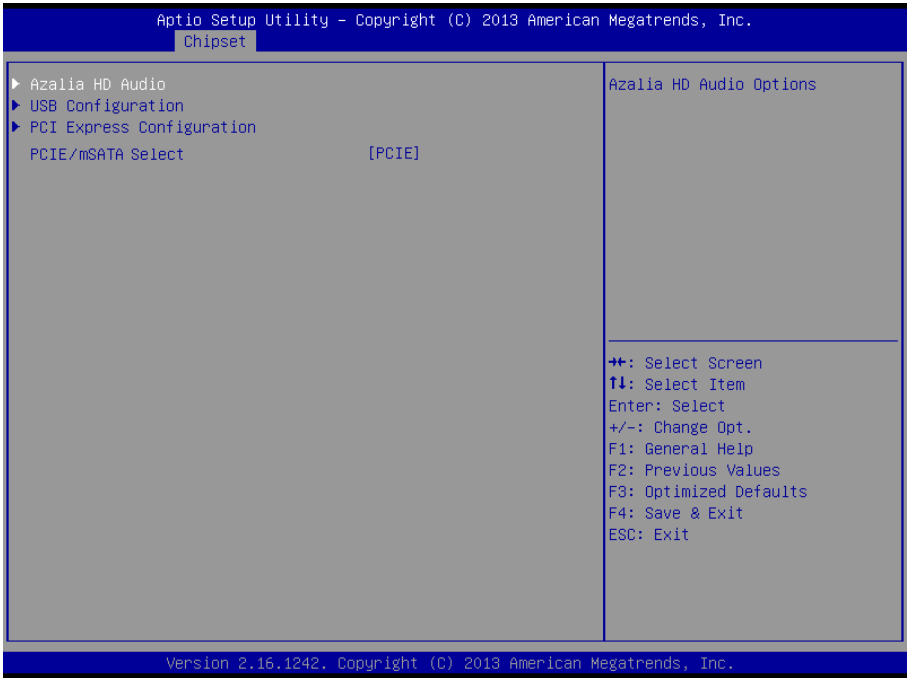 Aptio Setup Utility – Copyright (C) 2013 American Megatrends, Inc.
Chipset
Azalia HD Audio
USB Configuration
PCI Express Configuration
PCIE/mSATA Select [PCIE]
Azalia HD Audio Options
→←: Select Screen
↑↓: Select Item
Enter: Select
+/-: Change Opt.
F1: General Help
F2: Previous Values
F3: Optimized Defaults
F4: Save & Exit
ESC: Exit
Version 2.16.1242. Copyright (C) 2013 American Megatrends, Inc.